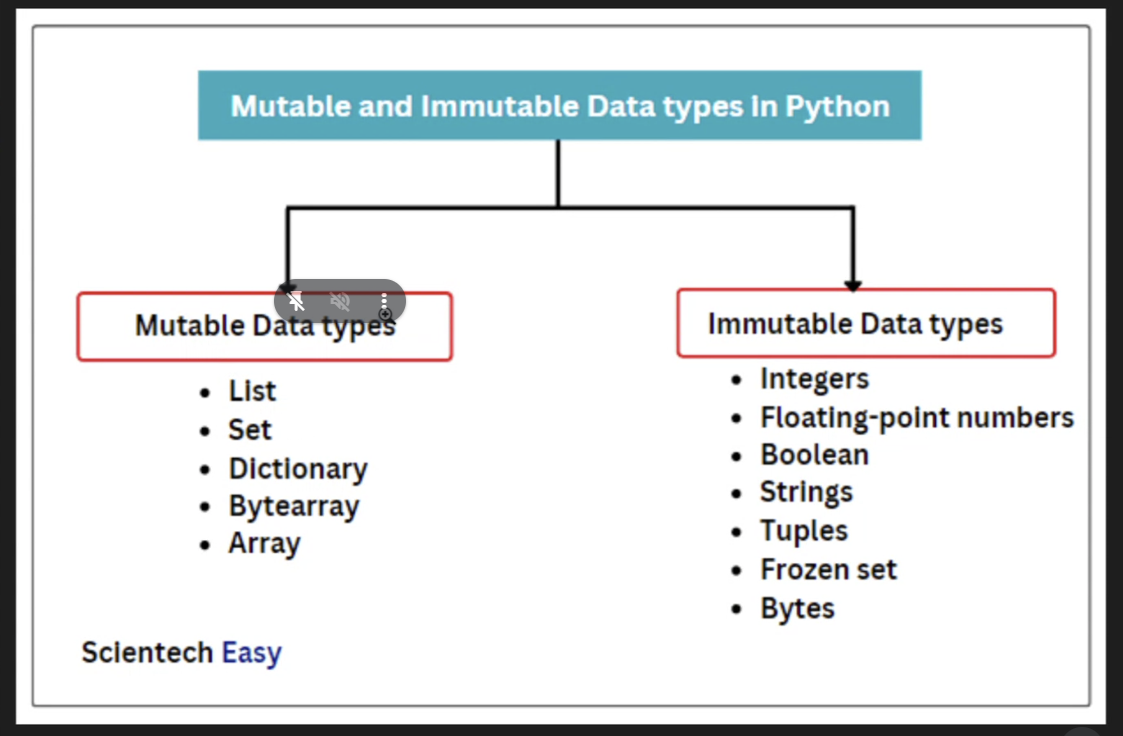 Mutable and Immutable Data types in Python
Mutable Data types
List
Set
Dictionary
Bytearray
Array
Immutable Data types
Integers
Floating-point numbers
Boolean
Strings
Tuples
Frozen set
Bytes
Scientech Easy